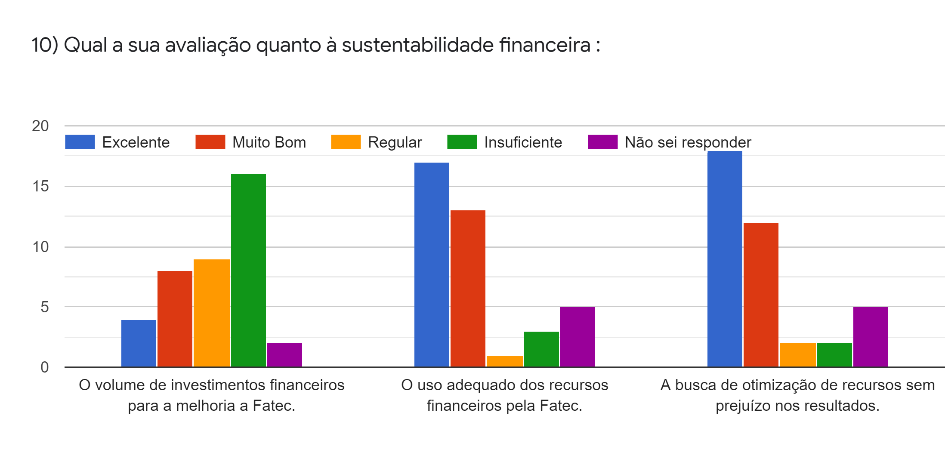 10) Qual a sua avaliação quanto à sustentabilidade financeira :
20
Excelente Muito Bom Regular Insuficiente Não sei responder
15
10
5
0
O volume de investimentos financeiros
para a melhoria a Fatec.
O uso adequado dos recursos
financeiros pela Fatec.
A busca de otimização de recursos sem
prejuízo nos resultados.